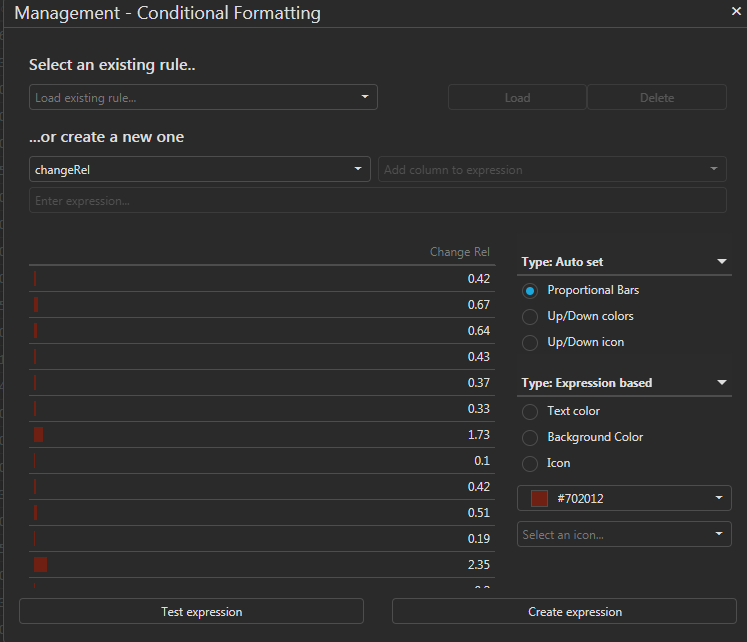 Management - Conditional Formatting
Select an existing rule..
Load existing rule...
Load
Delete
...or create a new one
changeRel
Add column to expression
Enter expression...
Change Rel
0.42
0.67
0.64
0.43
0.37
0.33
1.73
0.1
0.42
0.51
0.19
2.35
Type: Auto set
Proportional Bars
Up/Down colors
Up/Down icon
Type: Expression based
Text color
Background Color
Icon
#702012
Select an icon...
Test expression
Create expression